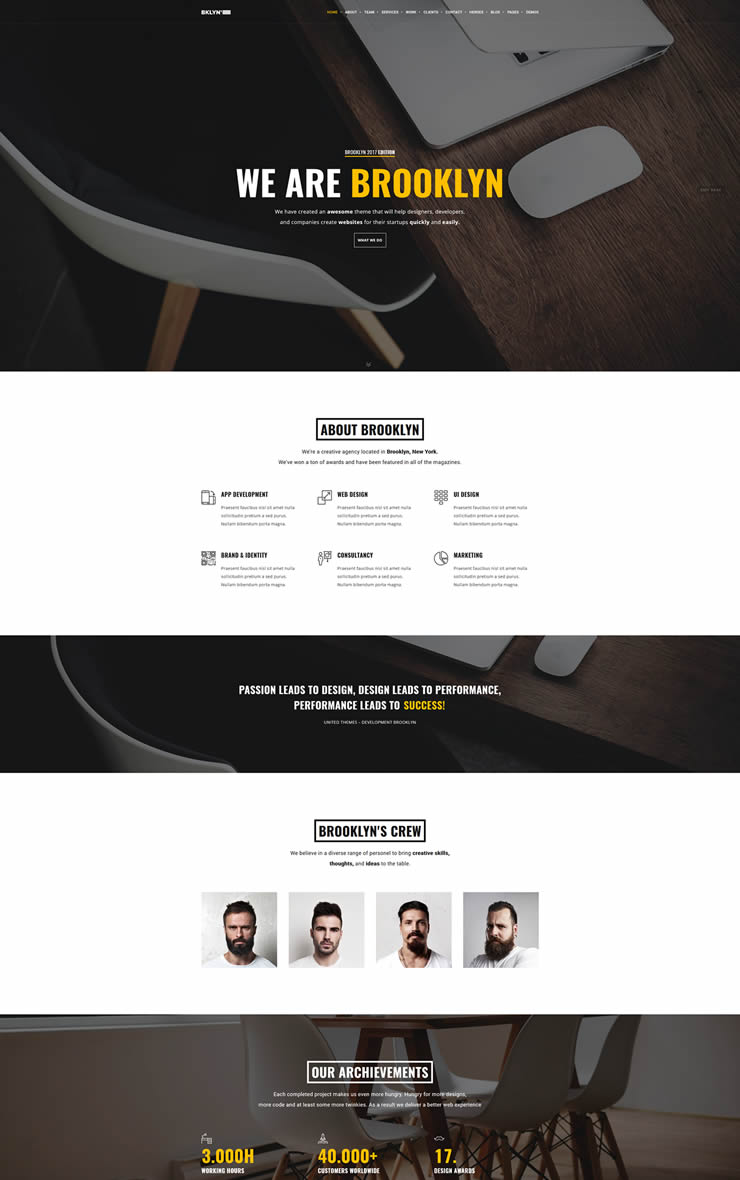 BKLYN
HOME ABOUT TEAM SERVICES WORK CLIENTS CONTACT HEROES BLOG PAGES DEMOS
BROOKLYN 2017 EDITION
WE ARE BROOKLYN
We have created an awesome theme that will help designers, developers,
and companies create websites for their startups quickly and easily.
WHAT WE DO
ABOUT BROOKLYN
We're a creative agency located in Brooklyn, New York.
We've won a ton of awards and have been featured in all of the magazines.
APP DEVELOPMENT
Praesent faucibus nisl sit amet nulla
sollicitudin pretium a sed purus.
Nullam bibendum porta magna.
WEB DESIGN
Praesent faucibus nisl sit amet nulla
sollicitudin pretium a sed purus.
Nullam bibendum porta magna.
UI DESIGN
Praesent faucibus nisl sit amet nulla
sollicitudin pretium a sed purus.
Nullam bibendum porta magna.
BRAND & IDENTITY
Praesent faucibus nisl sit amet nulla
sollicitudin pretium a sed purus.
Nullam bibendum porta magna.
CONSULTANCY
Praesent faucibus nisl sit amet nulla
sollicitudin pretium a sed purus.
Nullam bibendum porta magna.
MARKETING
Praesent faucibus nisl sit amet nulla
sollicitudin pretium a sed purus.
Nullam bibendum porta magna.
PASSION LEADS TO DESIGN, DESIGN LEADS TO PERFORMANCE,
PERFORMANCE LEADS TO SUCCESS!
UNITED THEMES - DEVELOPMENT BROOKLYN
BROOKLYN'S CREW
We believe in a diverse range of personel to bring creative skills,
thoughts, and ideas to the table.
OUR ARCHIEVEMENTS
Each completed project makes us even more hungry. Hungry for more designs,
more code and at least some more twinkies. As a result we deliver a better web experience
3.000H
WORKING HOURS
40.000+
CUSTOMERS WORLDWIDE
17.
DESIGN AWARDS